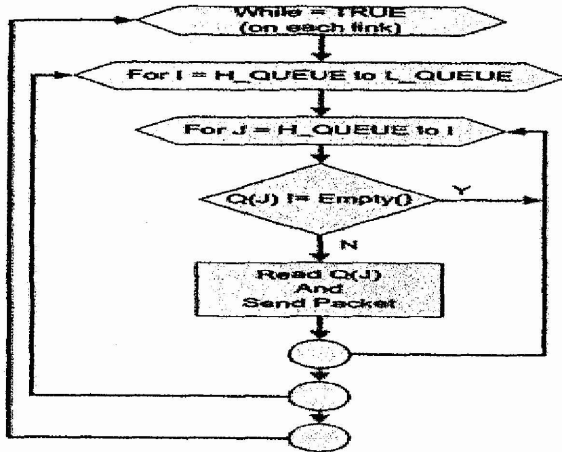 While = TRUE
(on each link)
For I = H_QUEUE to L_QUEUE
For J = H_QUEUE to I
Q(J) != Empty()
Y
N
Read Q(J)
And
Send Packet